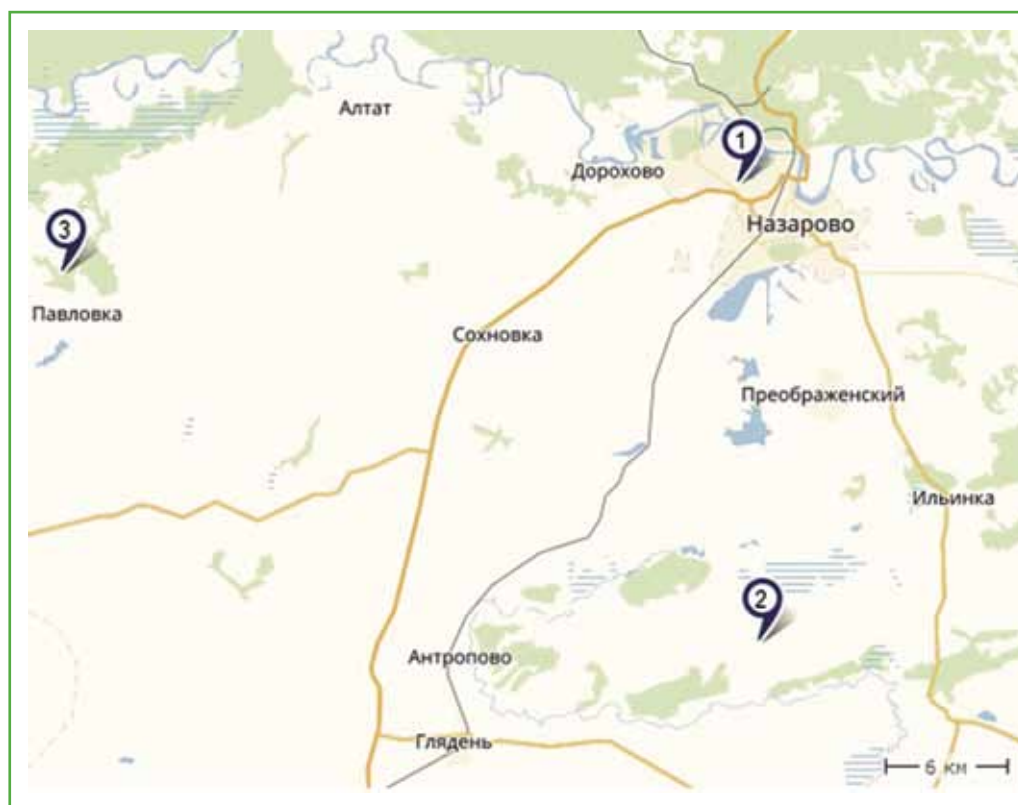 Алтат
1
Дорохово
3
Назарово
Павловка
Сохновка
Преображенский
Ильинка
2
Антропово
Глядень
6 км